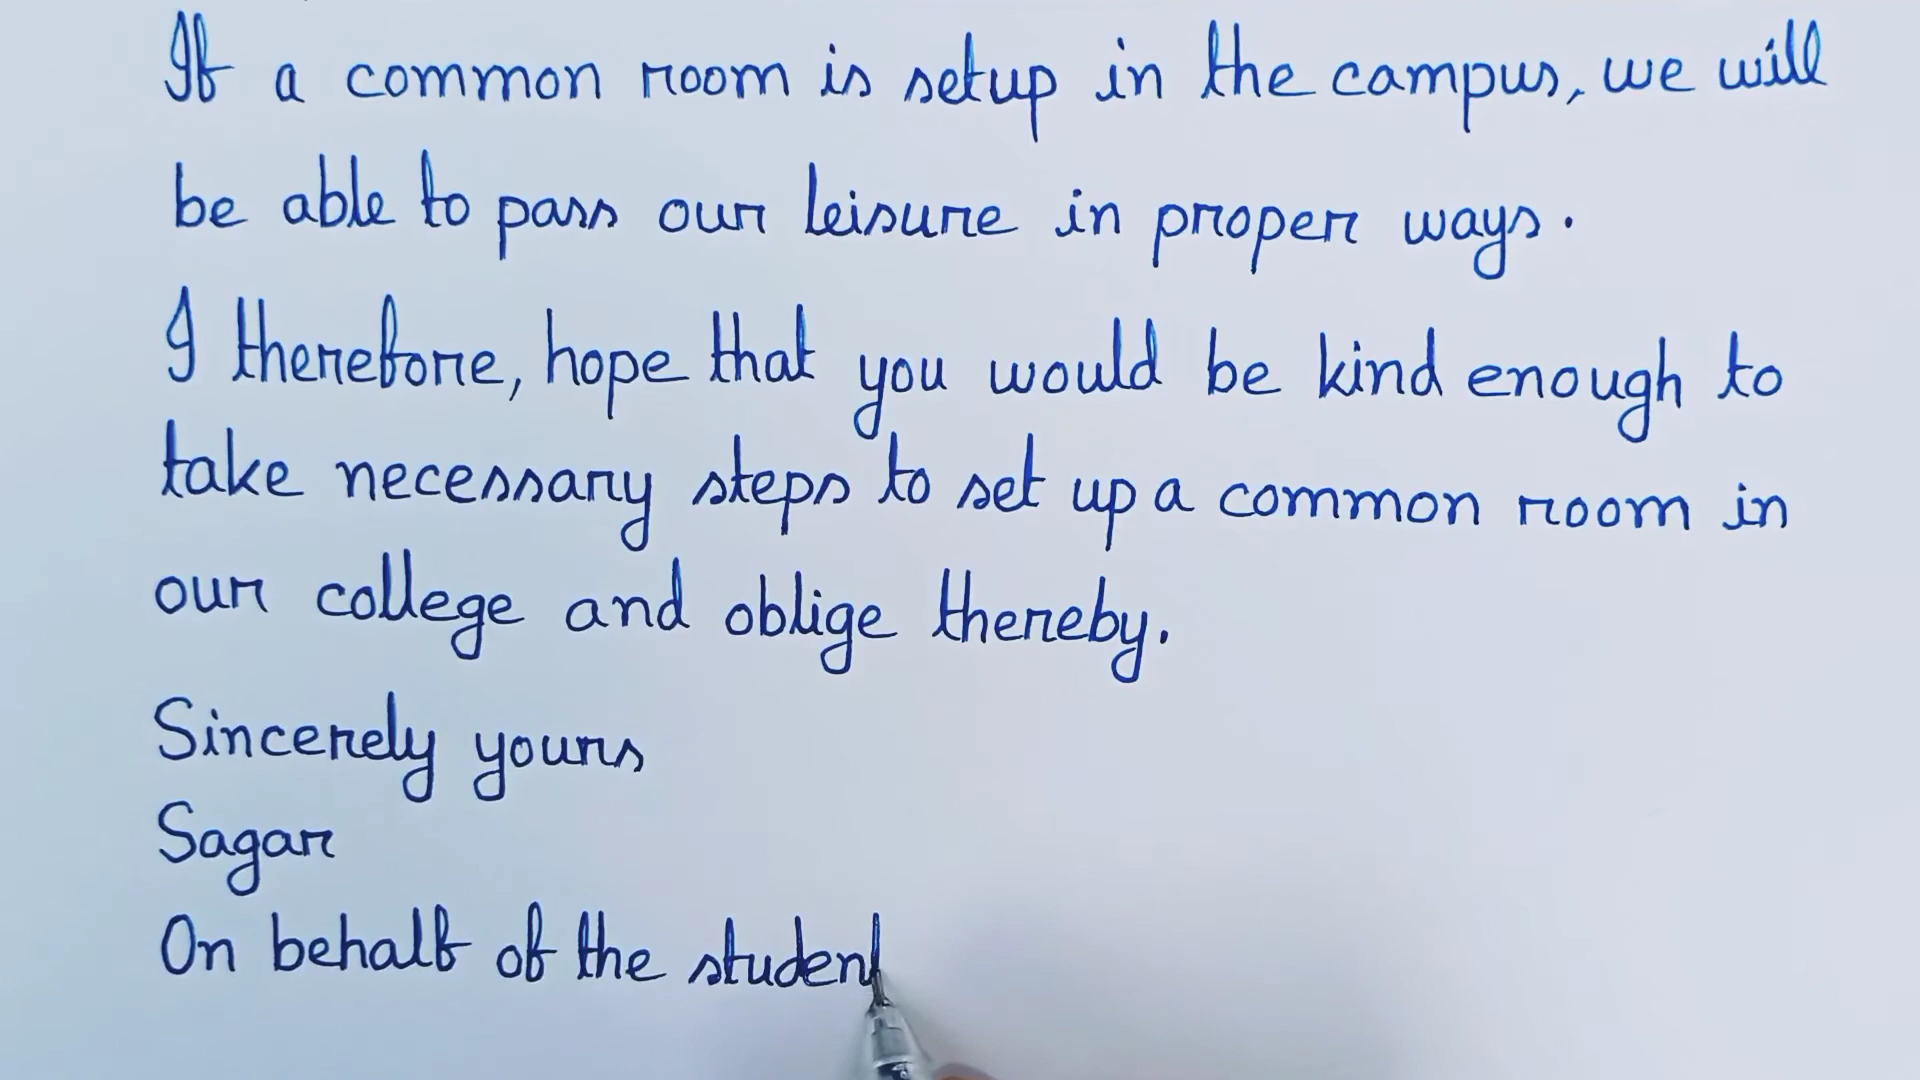 If a common room is setup in the campus, we will
be able to pass our leisure in proper ways.
I therefore, hope that you would be kind enough to
take necessary steps to set up a common room in
our college and oblige thereby.
Sincerely yours
Sagar
On behalf of the student